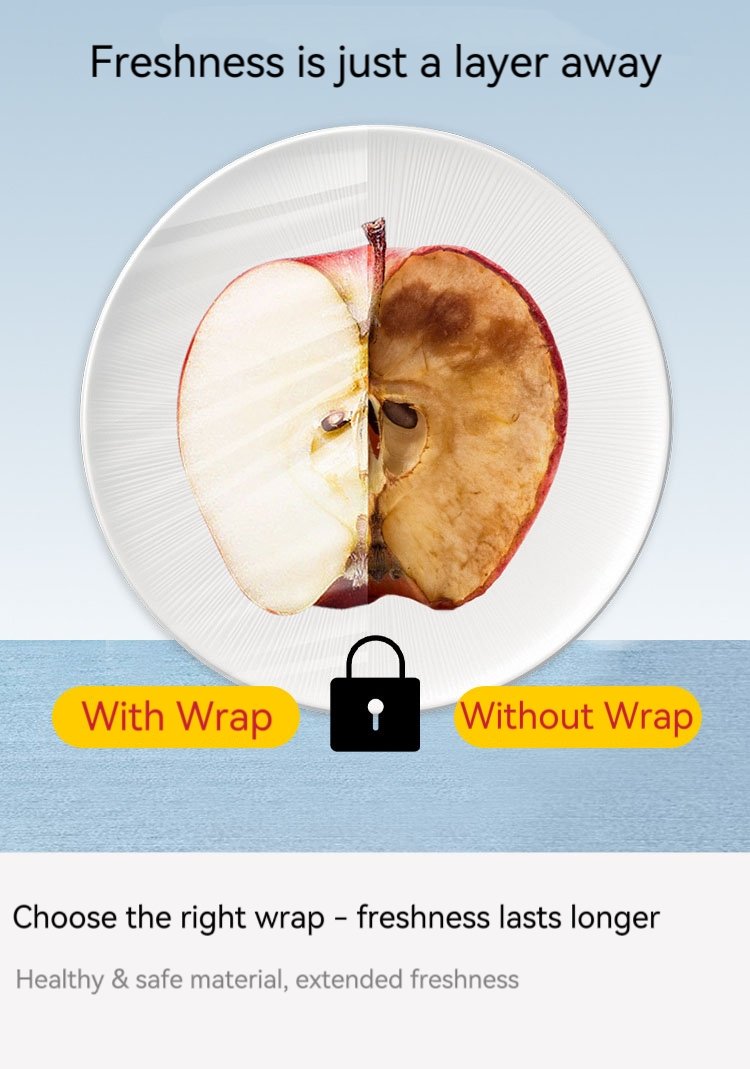 Freshness is just a layer away
With Wrap
Without Wrap
Choose the right wrap - freshness lasts longer
Healthy & safe material, extended freshness